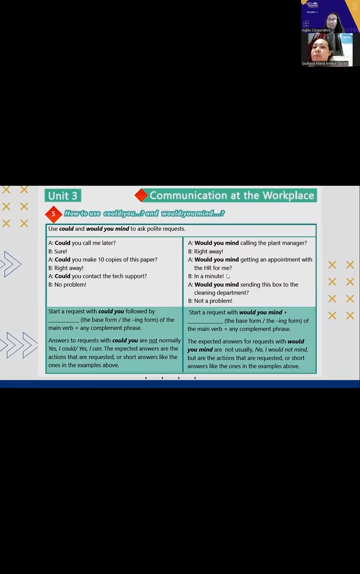 Unit 3
Communication at the Workplace
5
How to use could you...? and would you mind...?
Use could and would you mind to ask polite requests.
A: Could you call me later?
B: Sure!
A: Could you make 10 copies of this paper?
B: Right away!
A: Could you contact the tech support?
B: No problem!
A: Would you mind calling the plant manager?
B: Right away!
A: Would you mind getting an appointment with
the HR for me?
B: In a minute!
A: Would you mind sending this box to the
cleaning department?
B: Not a problem!
Start a request with could you followed by
__________ (the base form / the –ing form) of the
main verb + any complement phrase.
Answers to requests with could you are not normally
Yes, I could/ Yes, I can. The expected answers are the
actions that are requested, or short answers like the
ones in the examples above.
Start a request with would you mind +
__________ (the base form / the –ing form) of
the main verb + any complement phrase.
The expected answers for requests with would
you mind are not usually, No, I would not mind,
but are the actions that are requested, or short
answers like the ones in the examples above.